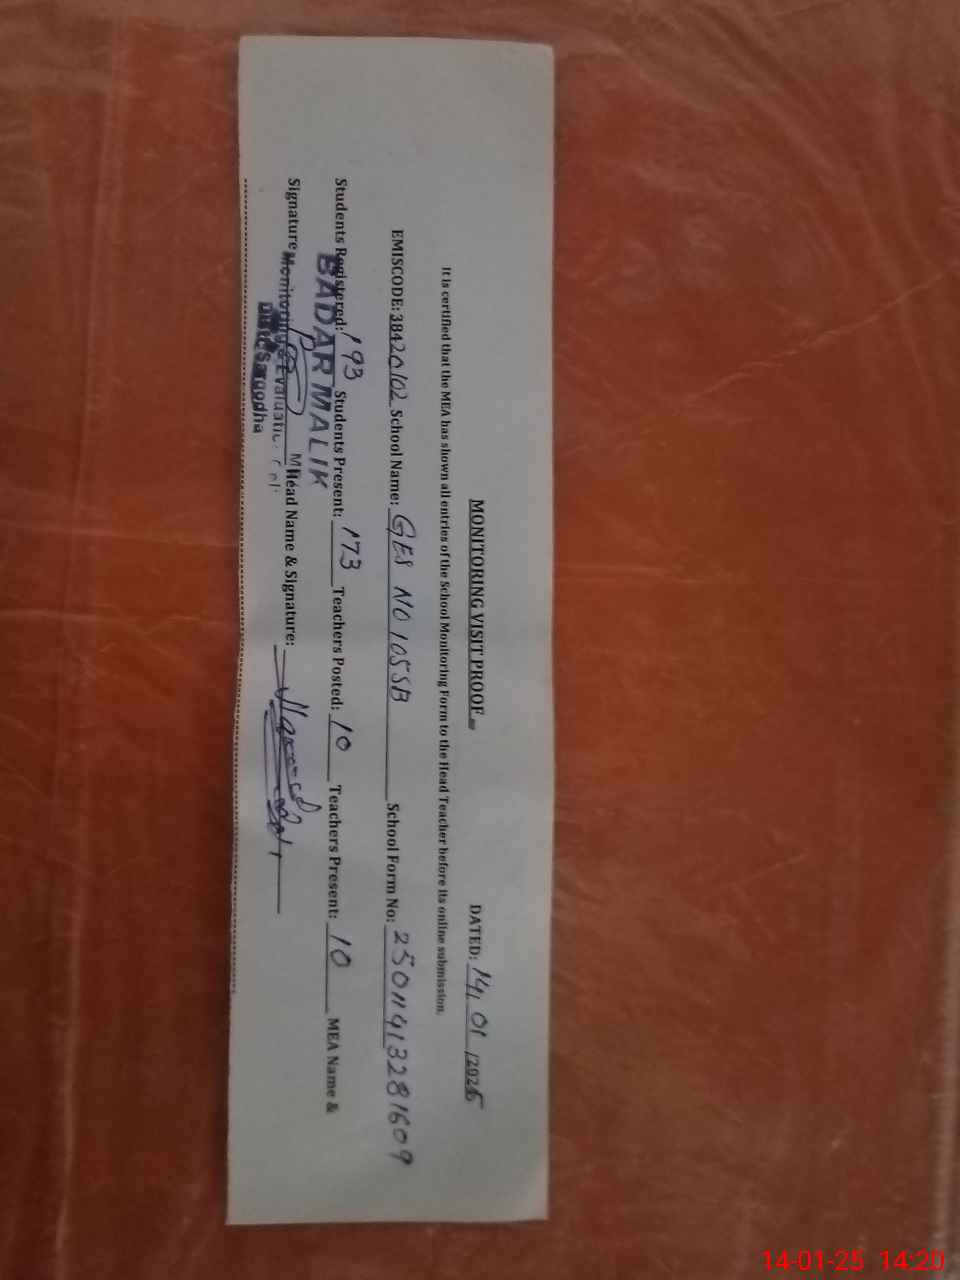 MONITORING VISIT PROOF
DATED: 14/01/2025
It is certified that the MEA has shown all entries of the School Monitoring Form to the Head Teacher before its online submission.
EMISCODE: 38420102 School Name: GES NO 105SB School Form No: 25011413281609
Students Registered: 193 Students Present: 173 Teachers Posted: 10 Teachers Present: 10 MEA Name &
BADAR MALIK
Signature Head Name & Signature:
Monitoring & Evaluation
Distt: Sargodha
14-01-25 14:20